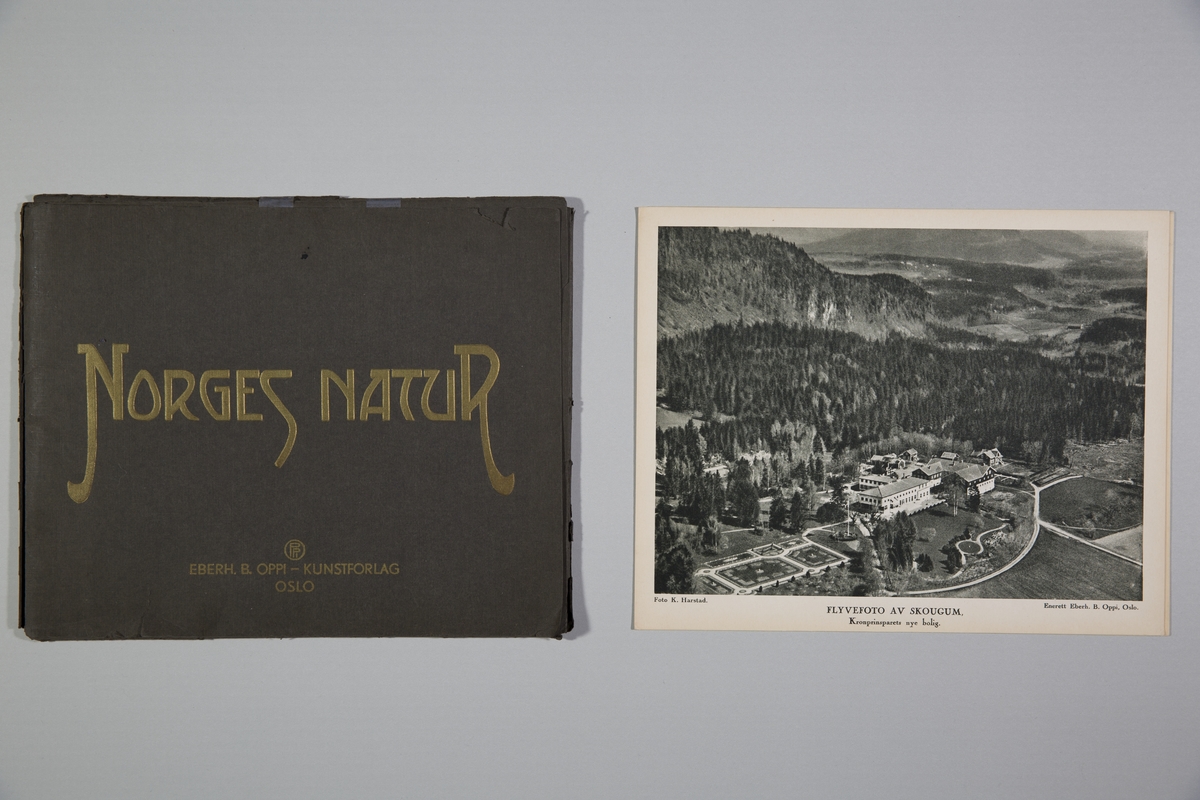 NORGES NATUR
EBERH. B. OPPI – KUNSTFORLAG
OSLO
Foto K. Harstad.
Enerett Eberh. B. Oppi, Oslo.
FLYVEFOTO AV SKOUGUM.
Kronprinsparets nye bolig.